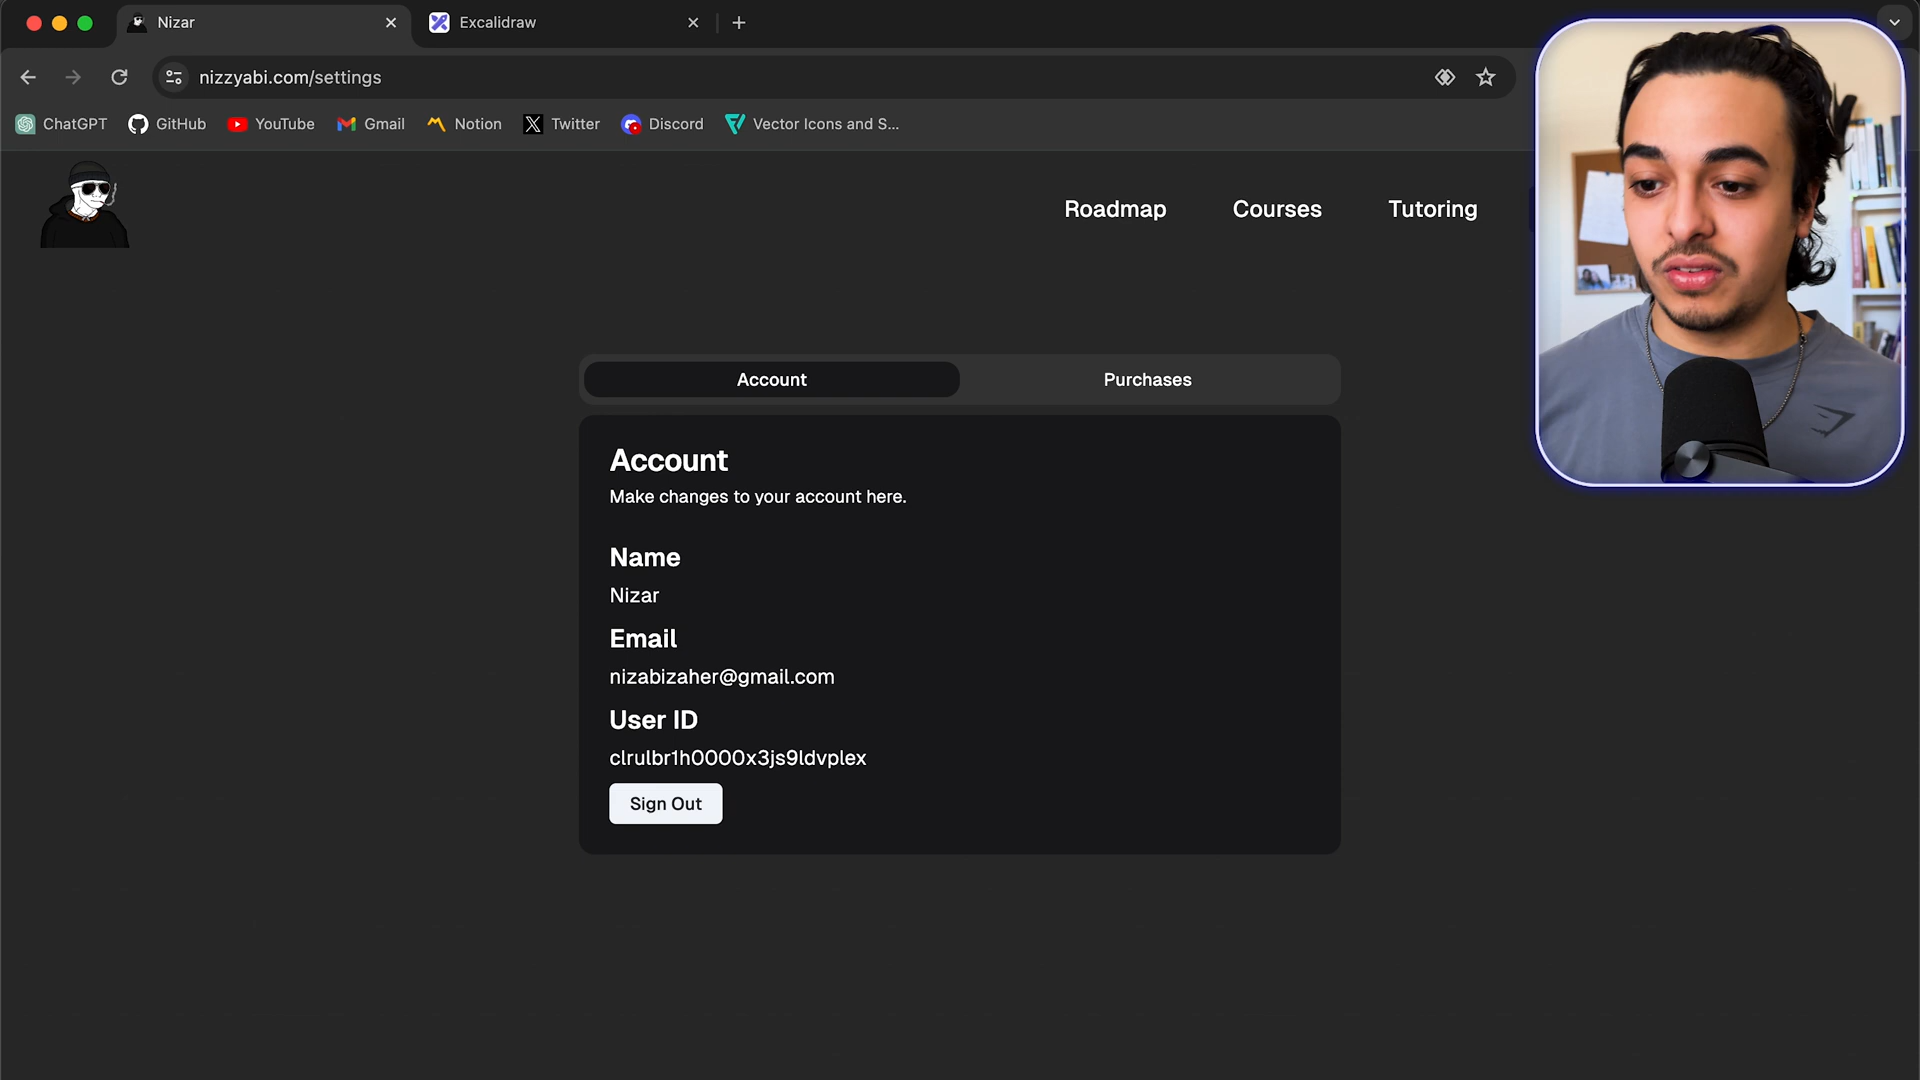 Nizar
Excalidraw
nizzyabi.com/settings
ChatGPT
GitHub
YouTube
Gmail
Notion
Twitter
Discord
Vector Icons and S...
Roadmap
Courses
Tutoring
Account
Purchases
Account
Make changes to your account here.
Name
Nizar
Email
nizabizaher@gmail.com
User ID
clrulbr1h0000x3js9ldvplex
Sign Out